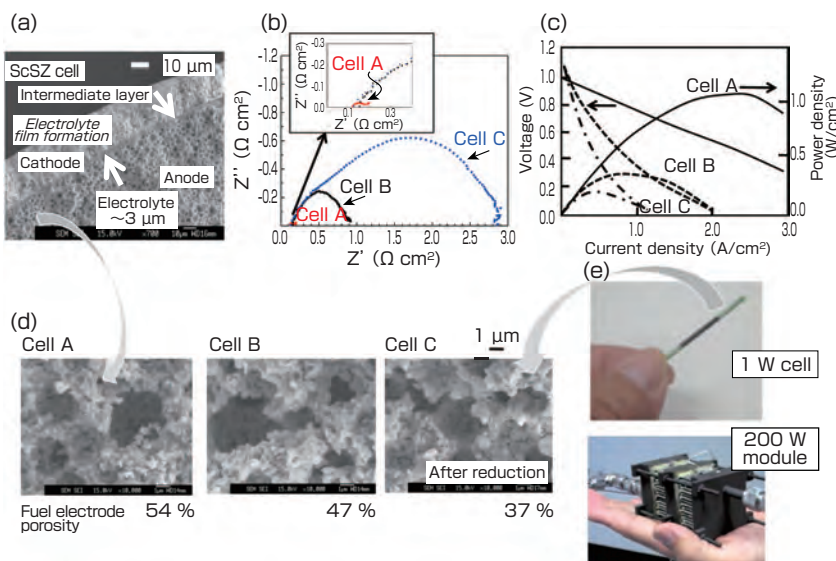 (a)
ScSZ cell
10 µm
Intermediate layer
Electrolyte
film formation
Cathode
Anode
Electrolyte
~3 µm
(b)
-1.2
-1.0
-0.8
-0.6
-0.4
-0.2
Z" (Ω cm²)
0.0
0.5
1.0
1.5
2.0
2.5
3.0
Z' (Ω cm²)
-0.3
-0.2
-0.1
0.0
Z" (Ω cm²)
Cell A
0.1
0.3
Z' (Ω cm²)
Cell C
Cell B
Cell A
(c)
1.2
1.0
0.8
0.6
0.4
0.2
0.0
Voltage (V)
Cell A
Cell B
Cell C
1.0
0.5
0
Power density
(W/cm²)
0.0
1.0
2.0
3.0
Current density (A/cm²)
(d)
Cell A
Cell B
Cell C
1 µm
After reduction
Fuel electrode
porosity
54 %
47 %
37 %
(e)
1 W cell
200 W
module